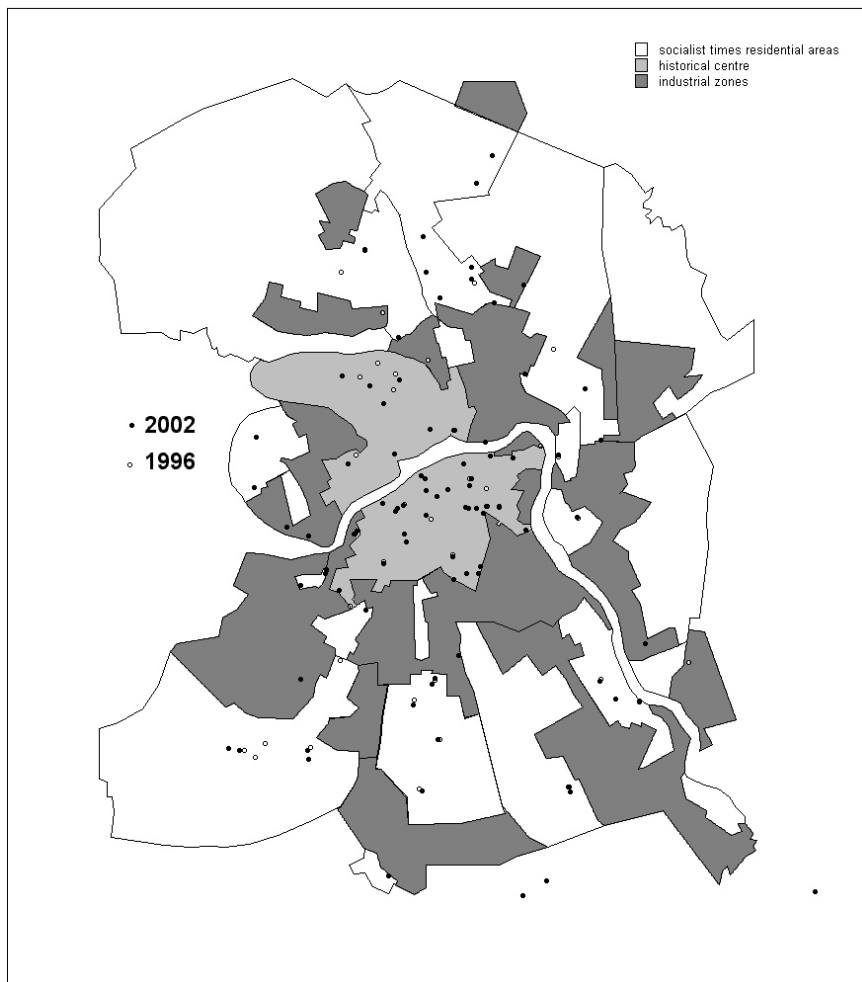 socialist times residential areas
historical centre
industrial zones
2002
1996